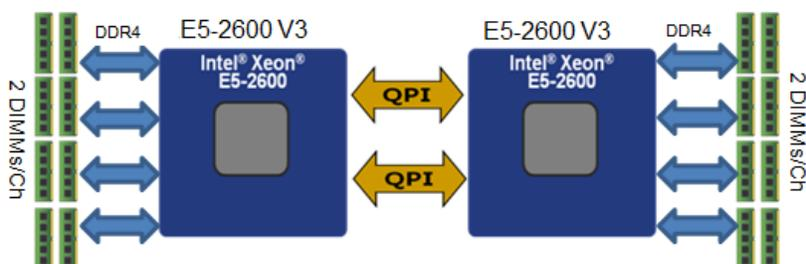 DDR4
E5-2600 V3
E5-2600 V3
DDR4
Intel® Xeon®
E5-2600
Intel® Xeon®
E5-2600
QPI
QPI
2 DIMMs/Ch
2 DIMMs/Ch